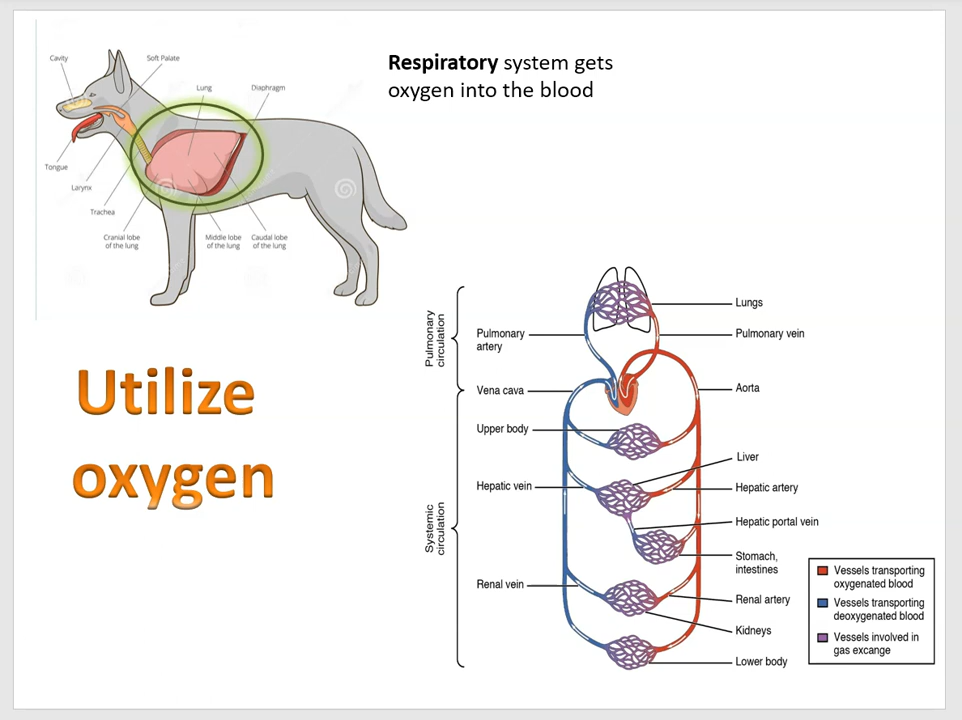 Cavity
Soft Palate
Lung
Diaphragm
Tongue
Larynx
Trachea
Cranial lobe
of the lung
Middle lobe
of the lung
Caudal lobe
of the lung
Respiratory system gets
oxygen into the blood
Utilize
oxygen
Pulmonary
circulation
Systemic
circulation
Lungs
Pulmonary
artery
Pulmonary vein
Vena cava
Aorta
Upper body
Liver
Hepatic vein
Hepatic artery
Hepatic portal vein
Stomach,
intestines
Renal vein
Renal artery
Kidneys
Lower body
Vessels transporting
oxygenated blood
Vessels transporting
deoxygenated blood
Vessels involved in
gas excange